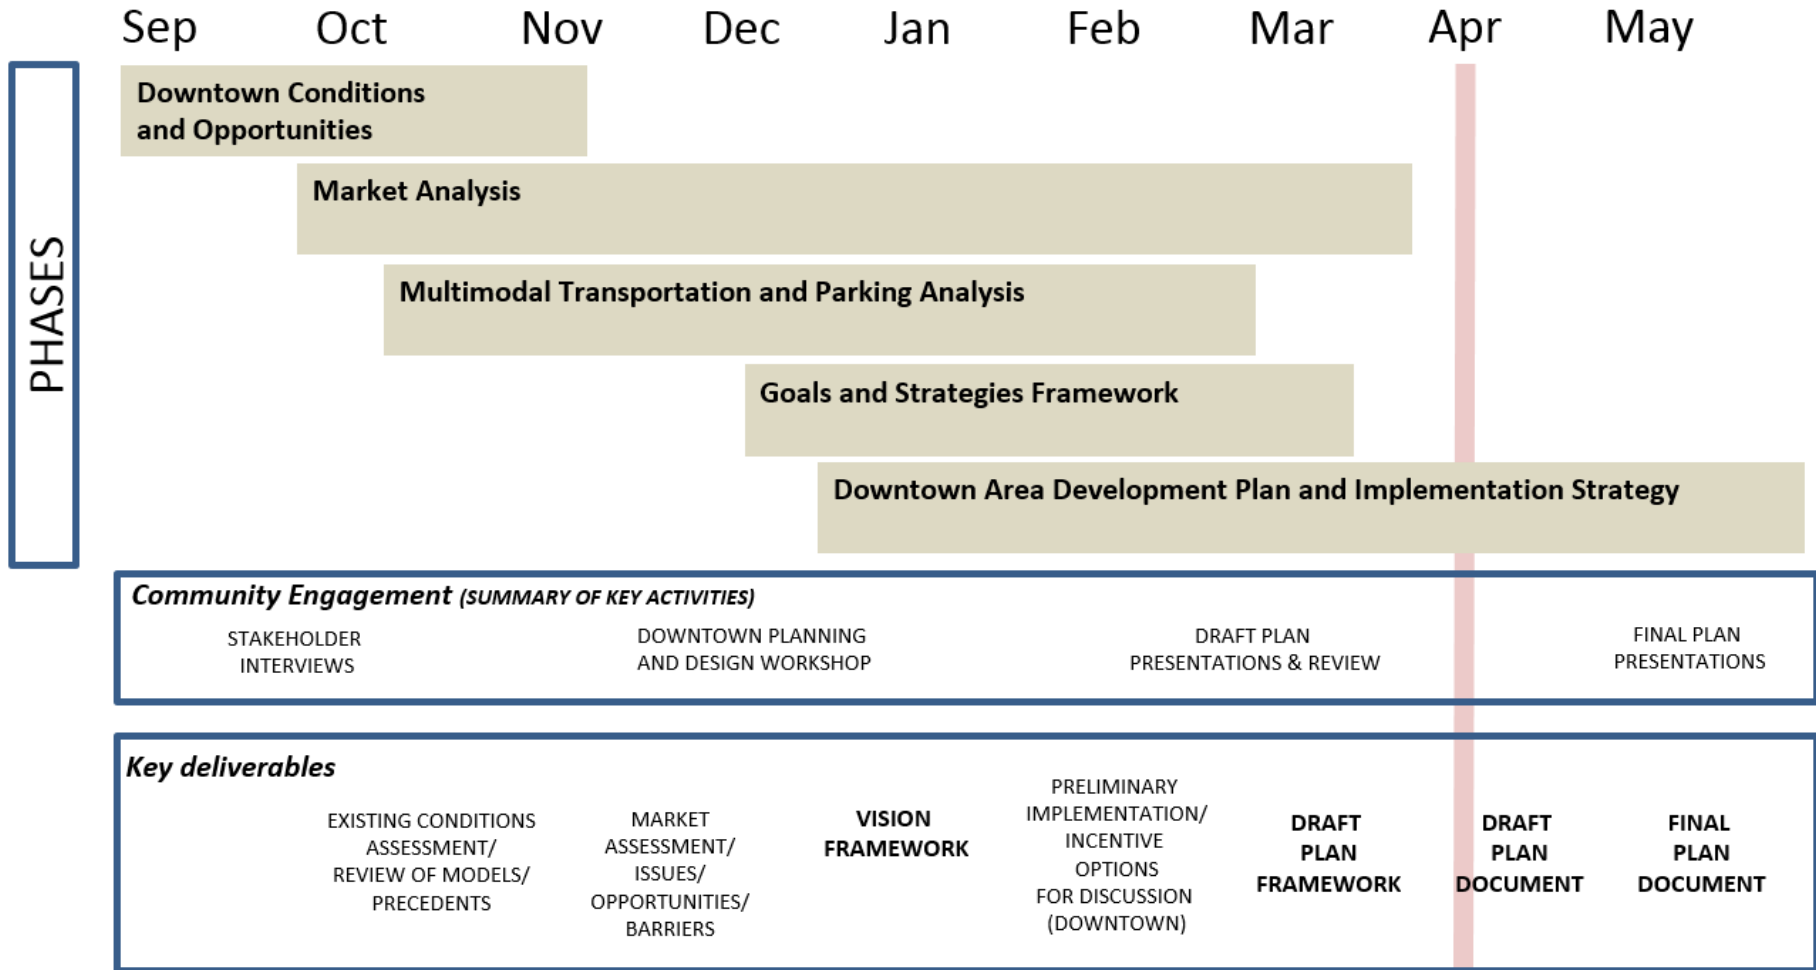 Sep Oct Nov Dec Jan Feb Mar Apr May
PHASES
Downtown Conditions
and Opportunities
Market Analysis
Multimodal Transportation and Parking Analysis
Goals and Strategies Framework
Downtown Area Development Plan and Implementation Strategy
Community Engagement (SUMMARY OF KEY ACTIVITIES)
STAKEHOLDER
INTERVIEWS
DOWNTOWN PLANNING
AND DESIGN WORKSHOP
DRAFT PLAN
PRESENTATIONS & REVIEW
FINAL PLAN
PRESENTATIONS
Key deliverables
EXISTING CONDITIONS
ASSESSMENT/
REVIEW OF MODELS/
PRECEDENTS
MARKET
ASSESSMENT/
ISSUES/
OPPORTUNITIES/
BARRIERS
VISION
FRAMEWORK
PRELIMINARY
IMPLEMENTATION/
INCENTIVE
OPTIONS
FOR DISCUSSION
(DOWNTOWN)
DRAFT
PLAN
FRAMEWORK
DRAFT
PLAN
DOCUMENT
FINAL
PLAN
DOCUMENT